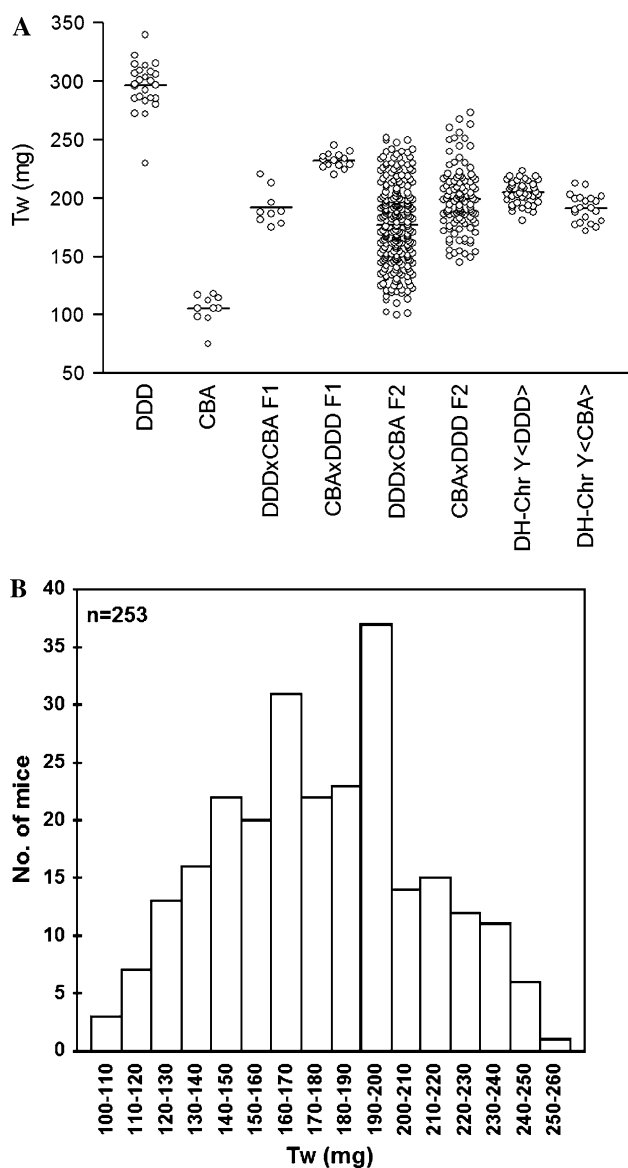 A
350
300
250
200
150
100
50
Tw (mg)
DDD
CBA
DDDxCBA F1
CBAxDDD F1
DDDxCBA F2
CBAxDDD F2
DH-Chr Y<DDD>
DH-Chr Y<CBA>
B
n=253
40
35
30
25
20
15
10
5
0
No. of mice
100-110
110-120
120-130
130-140
140-150
150-160
160-170
170-180
180-190
190-200
200-210
210-220
220-230
230-240
240-250
250-260
Tw (mg)